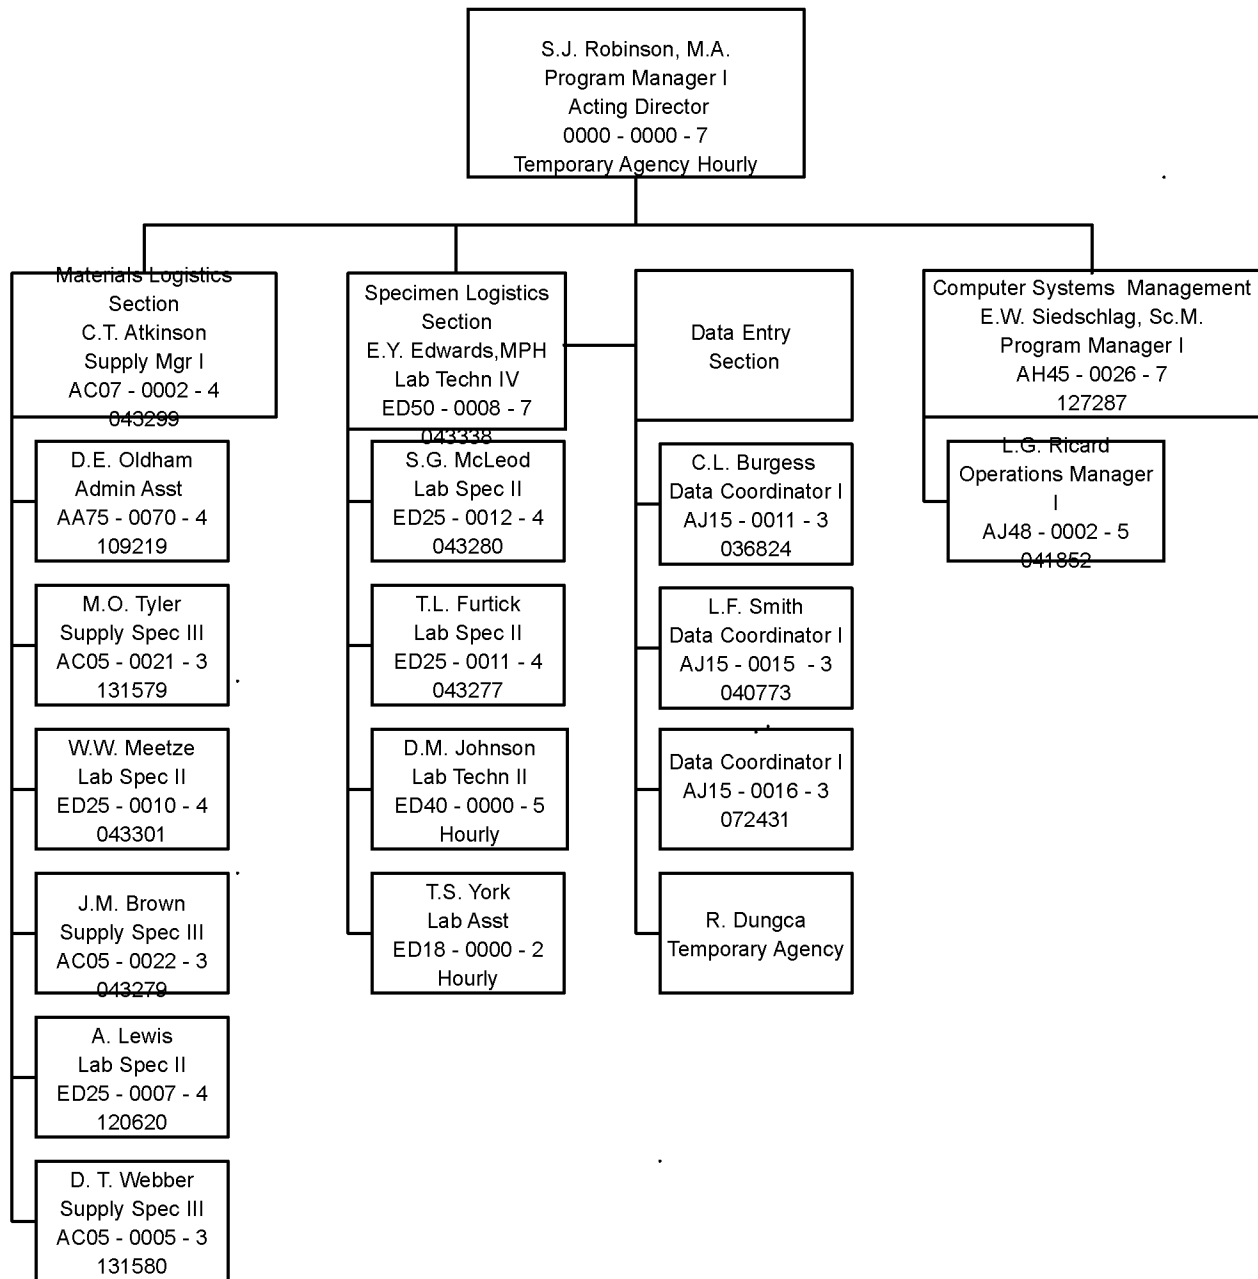 S.J. Robinson, M.A.
Program Manager I
Acting Director
0000 - 0000 - 7
Temporary Agency Hourly
Materials Logistics
Section
C.T. Atkinson
Supply Mgr I
AC07 - 0002 - 4
043299
D.E. Oldham
Admin Asst
AA75 - 0070 - 4
109219
M.O. Tyler
Supply Spec III
AC05 - 0021 - 3
131579
W.W. Meetze
Lab Spec II
ED25 - 0010 - 4
043301
J.M. Brown
Supply Spec III
AC05 - 0022 - 3
043279
A. Lewis
Lab Spec II
ED25 - 0007 - 4
120620
D. T. Webber
Supply Spec III
AC05 - 0005 - 3
131580
Specimen Logistics
Section
E.Y. Edwards,MPH
Lab Techn IV
ED50 - 0008 - 7
043338
S.G. McLeod
Lab Spec II
ED25 - 0012 - 4
043280
T.L. Furtick
Lab Spec II
ED25 - 0011 - 4
043277
D.M. Johnson
Lab Techn II
ED40 - 0000 - 5
Hourly
T.S. York
Lab Asst
ED18 - 0000 - 2
Hourly
Data Entry
Section
C.L. Burgess
Data Coordinator I
AJ15 - 0011 - 3
036824
L.F. Smith
Data Coordinator I
AJ15 - 0015 - 3
040773
Data Coordinator I
AJ15 - 0016 - 3
072431
R. Dungca
Temporary Agency
Computer Systems Management
E.W. Siedschlag, Sc.M.
Program Manager I
AH45 - 0026 - 7
127287
L.G. Ricard
Operations Manager
I
AJ48 - 0002 - 5
041852